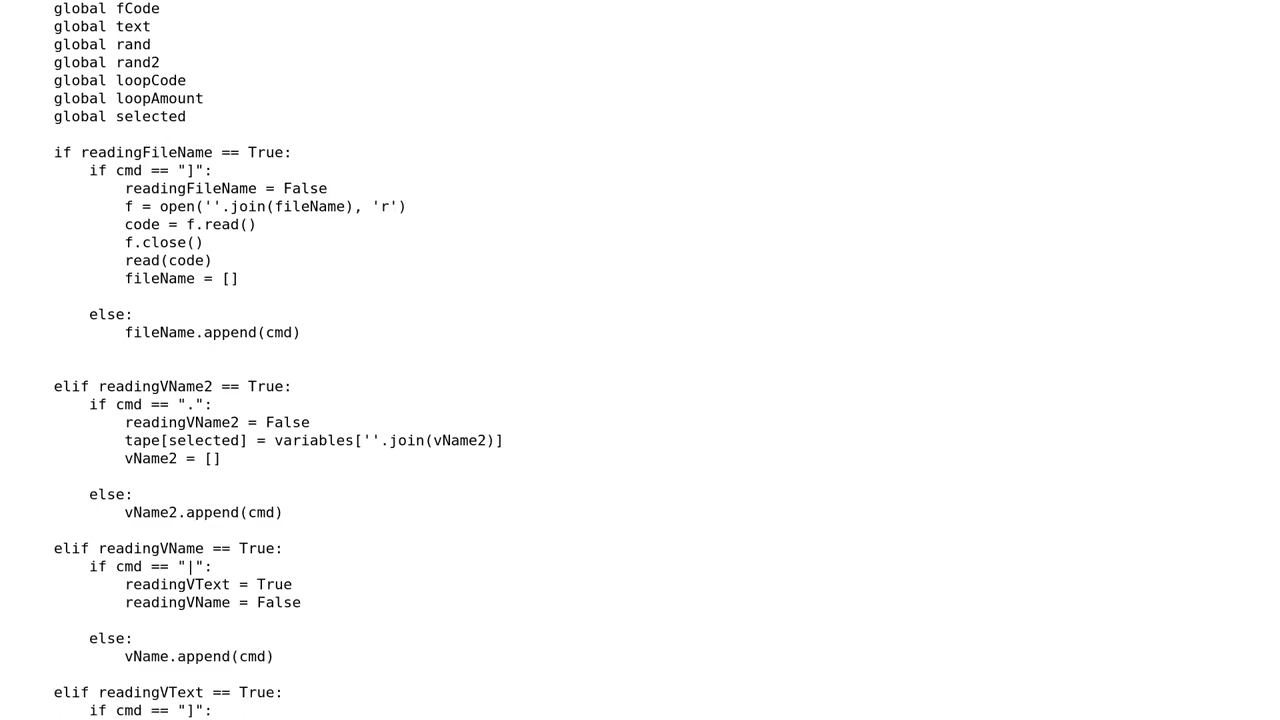 global fCode
global text
global rand
global rand2
global loopCode
global loopAmount
global selected
if readingFileName == True:
if cmd == "]":
readingFileName = False
f = open(''.join(fileName), 'r')
code = f.read()
f.close()
read(code)
fileName = []
else:
fileName.append(cmd)
elif readingVName2 == True:
if cmd == ".":
readingVName2 = False
tape[selected] = variables[''.join(vName2)]
vName2 = []
else:
vName2.append(cmd)
elif readingVName == True:
if cmd == "|":
readingVText = True
readingVName = False
else:
vName.append(cmd)
elif readingVText == True:
if cmd == "]":